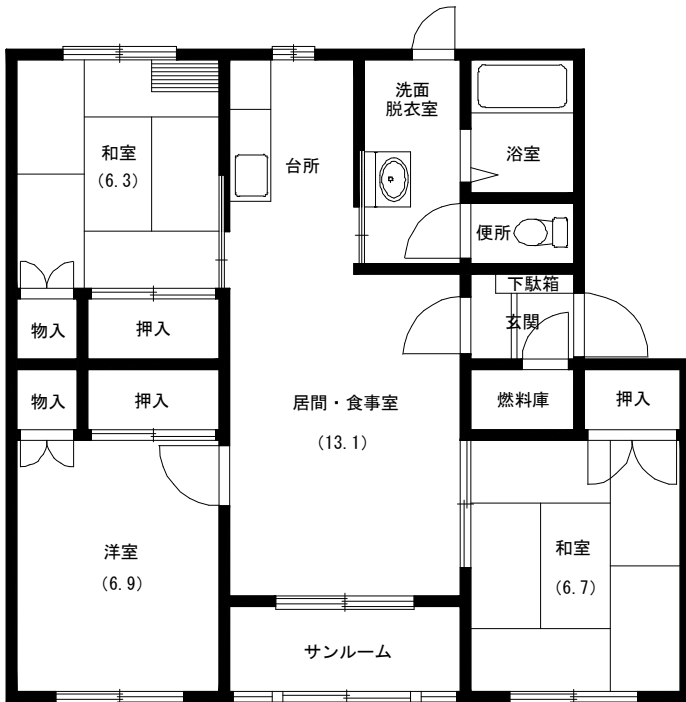 洗面
脱衣室
和室
(6.3)
台所
浴室
便所
下駄箱
玄関
物入
押入
物入
押入
居間・食事室
(13.1)
燃料庫
押入
洋室
(6.9)
和室
(6.7)
サンルーム